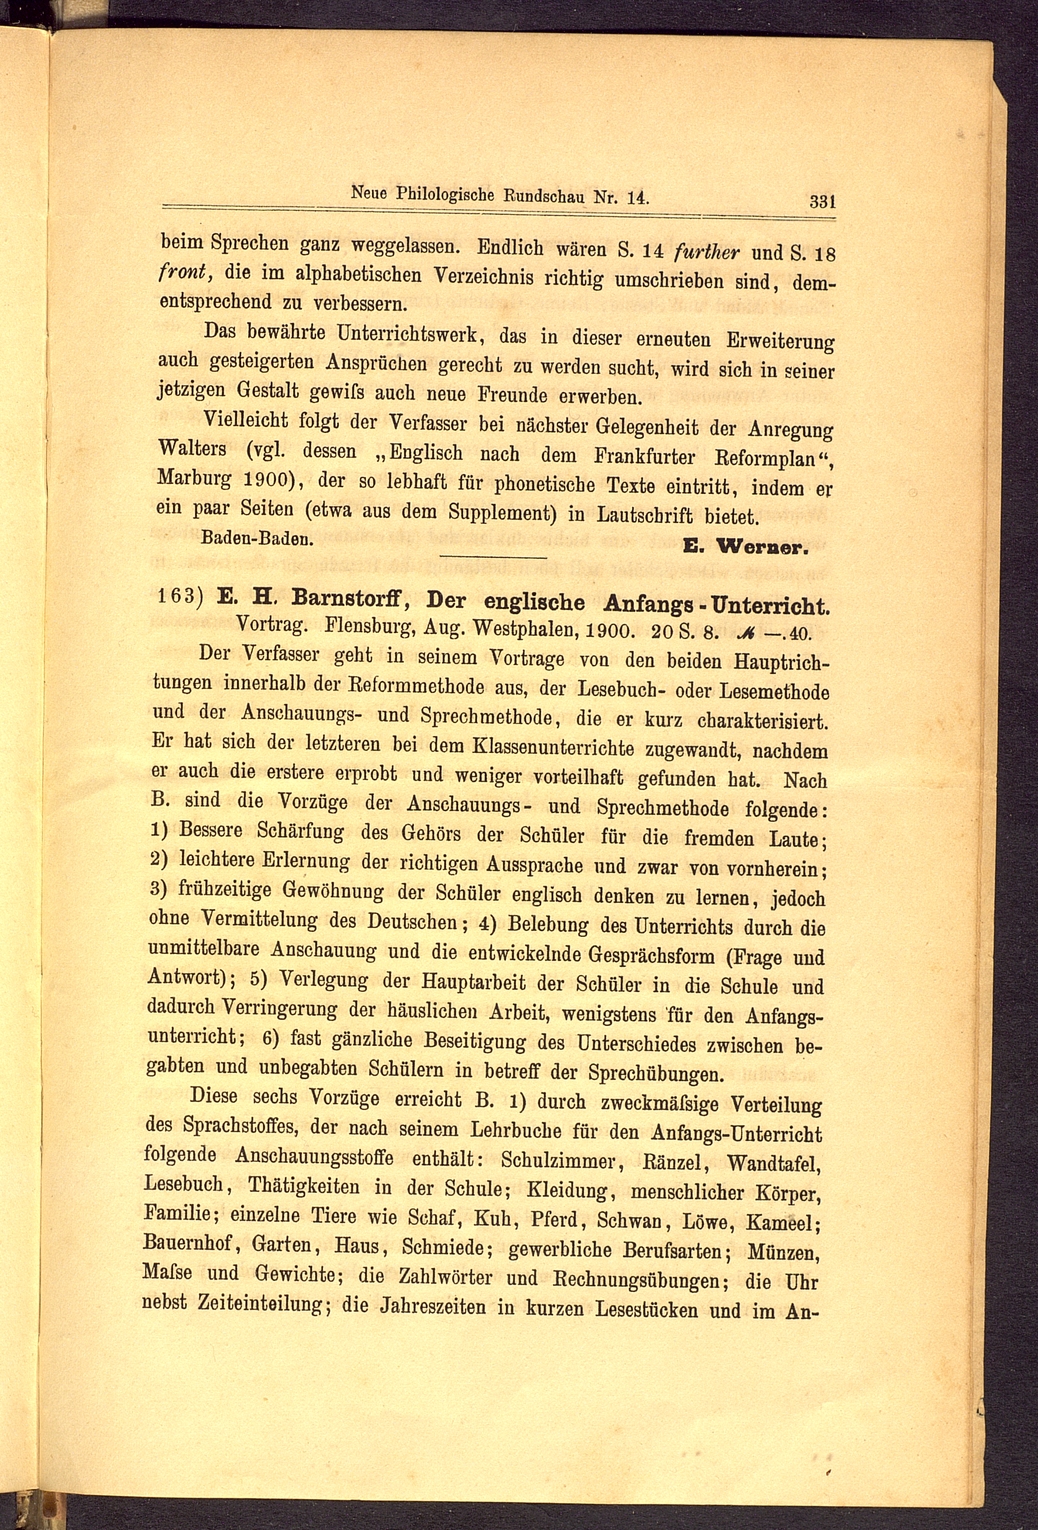 Neue Philologische Rundschau Nr. 14. 331
beim Sprechen ganz weggelassen. Endlich wären S. 14 further und S. 18
front, die im alphabetischen Verzeichnis richtig umschrieben sind, dem-
entsprechend zu verbessern.
Das bewährte Unterrichtswerk, das in dieser erneuten Erweiterung
auch gesteigerten Ansprüchen gerecht zu werden sucht, wird sich in seiner
jetzigen Gestalt gewiſs auch neue Freunde erwerben.
Vielleicht folgt der Verfasser bei nächster Gelegenheit der Anregung
Walters (vgl. dessen „Englisch nach dem Frankfurter Reformplan“,
Marburg 1900), der so lebhaft für phonetische Texte eintritt, indem er
ein paar Seiten (etwa aus dem Supplement) in Lautschrift bietet.
Baden-Baden. E. Werner.
163) E. H. Barnstorff, Der englische Anfangs-Unterricht.
Vortrag. Flensburg, Aug. Westphalen, 1900. 20 S. 8. ℳ —.40.
Der Verfasser geht in seinem Vortrage von den beiden Hauptrich-
tungen innerhalb der Reformmethode aus, der Lesebuch- oder Lesemethode
und der Anschauungs- und Sprechmethode, die er kurz charakterisiert.
Er hat sich der letzteren bei dem Klassenunterrichte zugewandt, nachdem
er auch die erstere erprobt und weniger vorteilhaft gefunden hat. Nach
B. sind die Vorzüge der Anschauungs- und Sprechmethode folgende:
1) Bessere Schärfung des Gehörs der Schüler für die fremden Laute;
2) leichtere Erlernung der richtigen Aussprache und zwar von vornherein;
3) frühzeitige Gewöhnung der Schüler englisch denken zu lernen, jedoch
ohne Vermittelung des Deutschen; 4) Belebung des Unterrichts durch die
unmittelbare Anschauung und die entwickelnde Gesprächsform (Frage und
Antwort); 5) Verlegung der Hauptarbeit der Schüler in die Schule und
dadurch Verringerung der häuslichen Arbeit, wenigstens für den Anfangs-
unterricht; 6) fast gänzliche Beseitigung des Unterschiedes zwischen be-
gabten und unbegabten Schülern in betreff der Sprechübungen.
Diese sechs Vorzüge erreicht B. 1) durch zweckmäſsige Verteilung
des Sprachstoffes, der nach seinem Lehrbuche für den Anfangs-Unterricht
folgende Anschauungsstoffe enthält: Schulzimmer, Ränzel, Wandtafel,
Lesebuch, Thätigkeiten in der Schule; Kleidung, menschlicher Körper,
Familie; einzelne Tiere wie Schaf, Kuh, Pferd, Schwan, Löwe, Kameel;
Bauernhof, Garten, Haus, Schmiede; gewerbliche Berufsarten; Münzen,
Maſse und Gewichte; die Zahlwörter und Rechnungsübungen; die Uhr
nebst Zeiteinteilung; die Jahreszeiten in kurzen Lesestücken und im An-